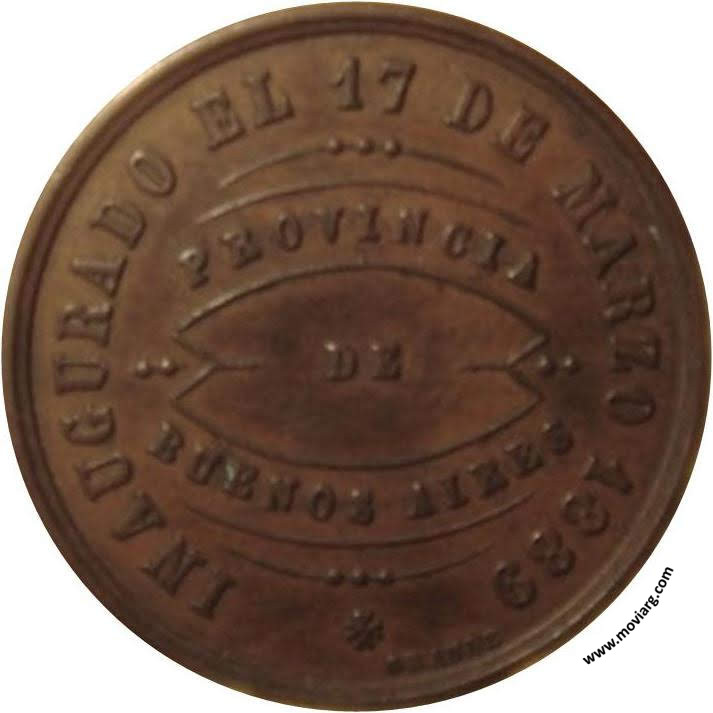 INAUGURADO EL 17 DE MARZO 1889
PROVINCIA
DE
BUENOS AIRES
www.moviarg.com